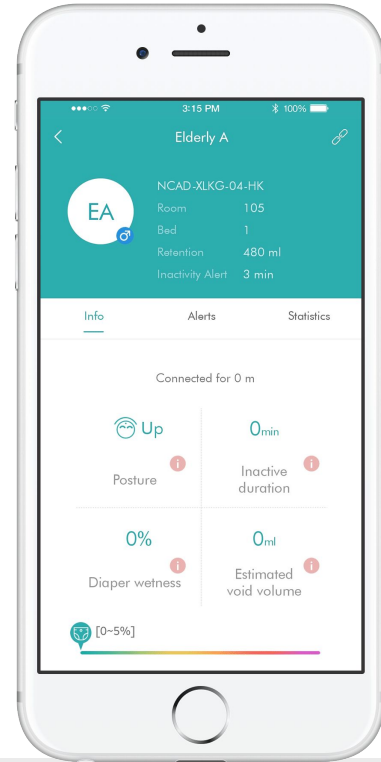 3:15 PM
100%
Elderly A
NCAD-XLKG-04-HK
EA
Room 105
Bed 1
Retention 480 ml
Inactivity Alert 3 min
Info Alerts Statistics
Connected for 0 m
Up
Posture
i
0min
Inactive
duration
i
0%
Diaper wetness
i
0ml
Estimated
void volume
i
[0~5%]